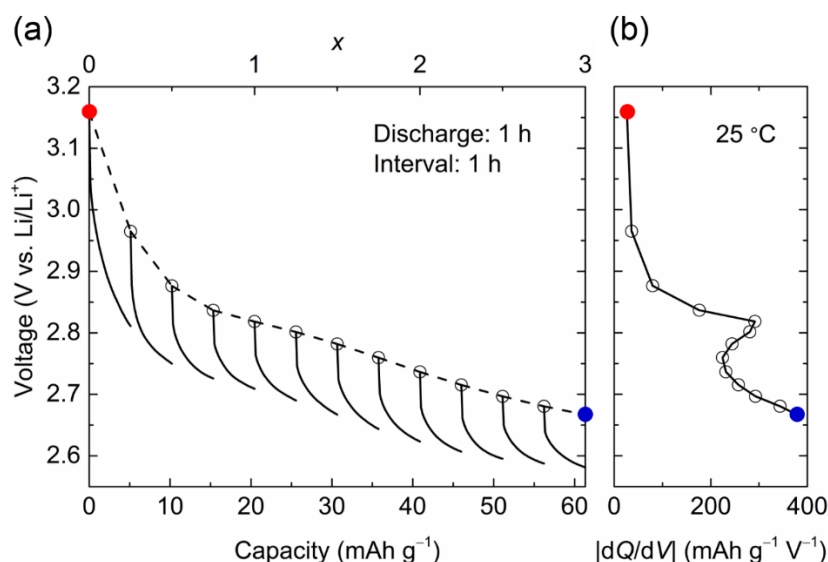 (a)
x
0 1 2 3
3.2
3.1
3.0
2.9
2.8
2.7
2.6
Voltage (V vs. Li/Li⁺)
Discharge: 1 h
Interval: 1 h
0 10 20 30 40 50 60
Capacity (mAh g⁻¹)
(b)
25 °C
0 200 400
|dQ/dV| (mAh g⁻¹ V⁻¹)